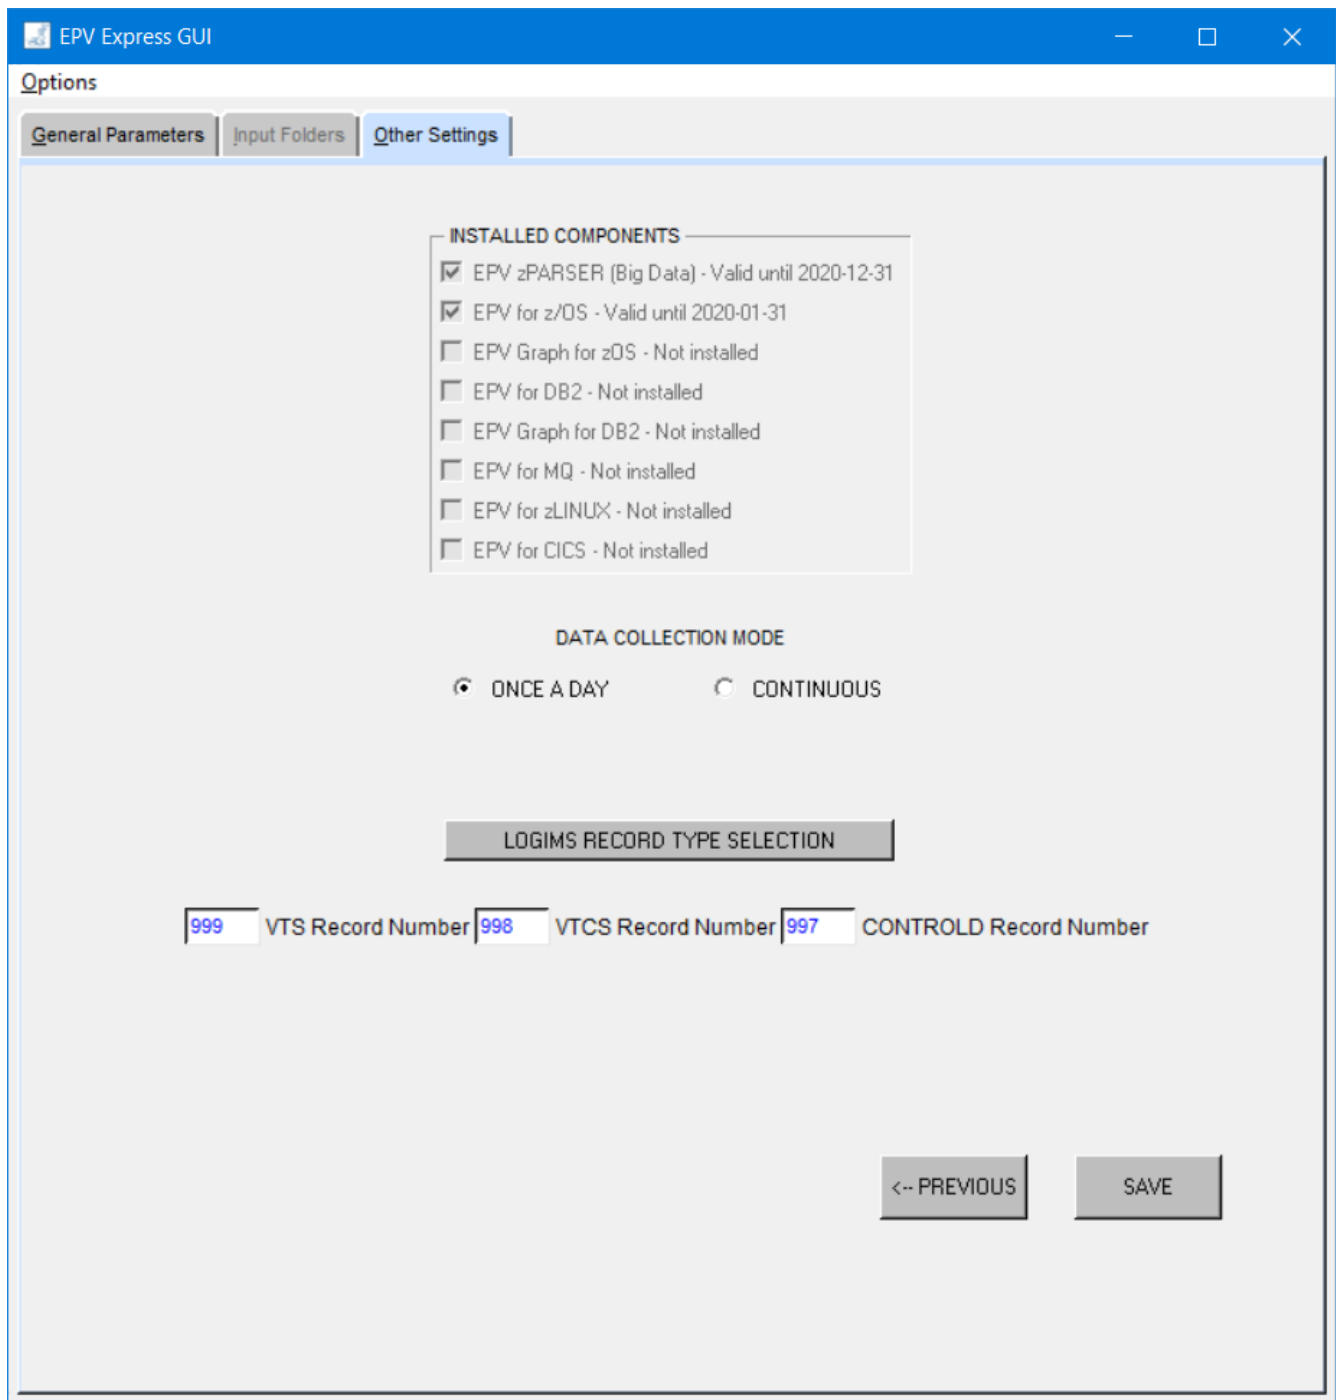 EPV Express GUI
Options
General Parameters Input Folders Other Settings
INSTALLED COMPONENTS
EPV zPARSER (Big Data) - Valid until 2020-12-31
EPV for z/OS - Valid until 2020-01-31
EPV Graph for zOS - Not installed
EPV for DB2 - Not installed
EPV Graph for DB2 - Not installed
EPV for MQ - Not installed
EPV for zLINUX - Not installed
EPV for CICS - Not installed
DATA COLLECTION MODE
ONCE A DAY CONTINUOUS
LOGIMS RECORD TYPE SELECTION
999 VTS Record Number 998 VTCS Record Number 997 CONTROLD Record Number
<-- PREVIOUS SAVE